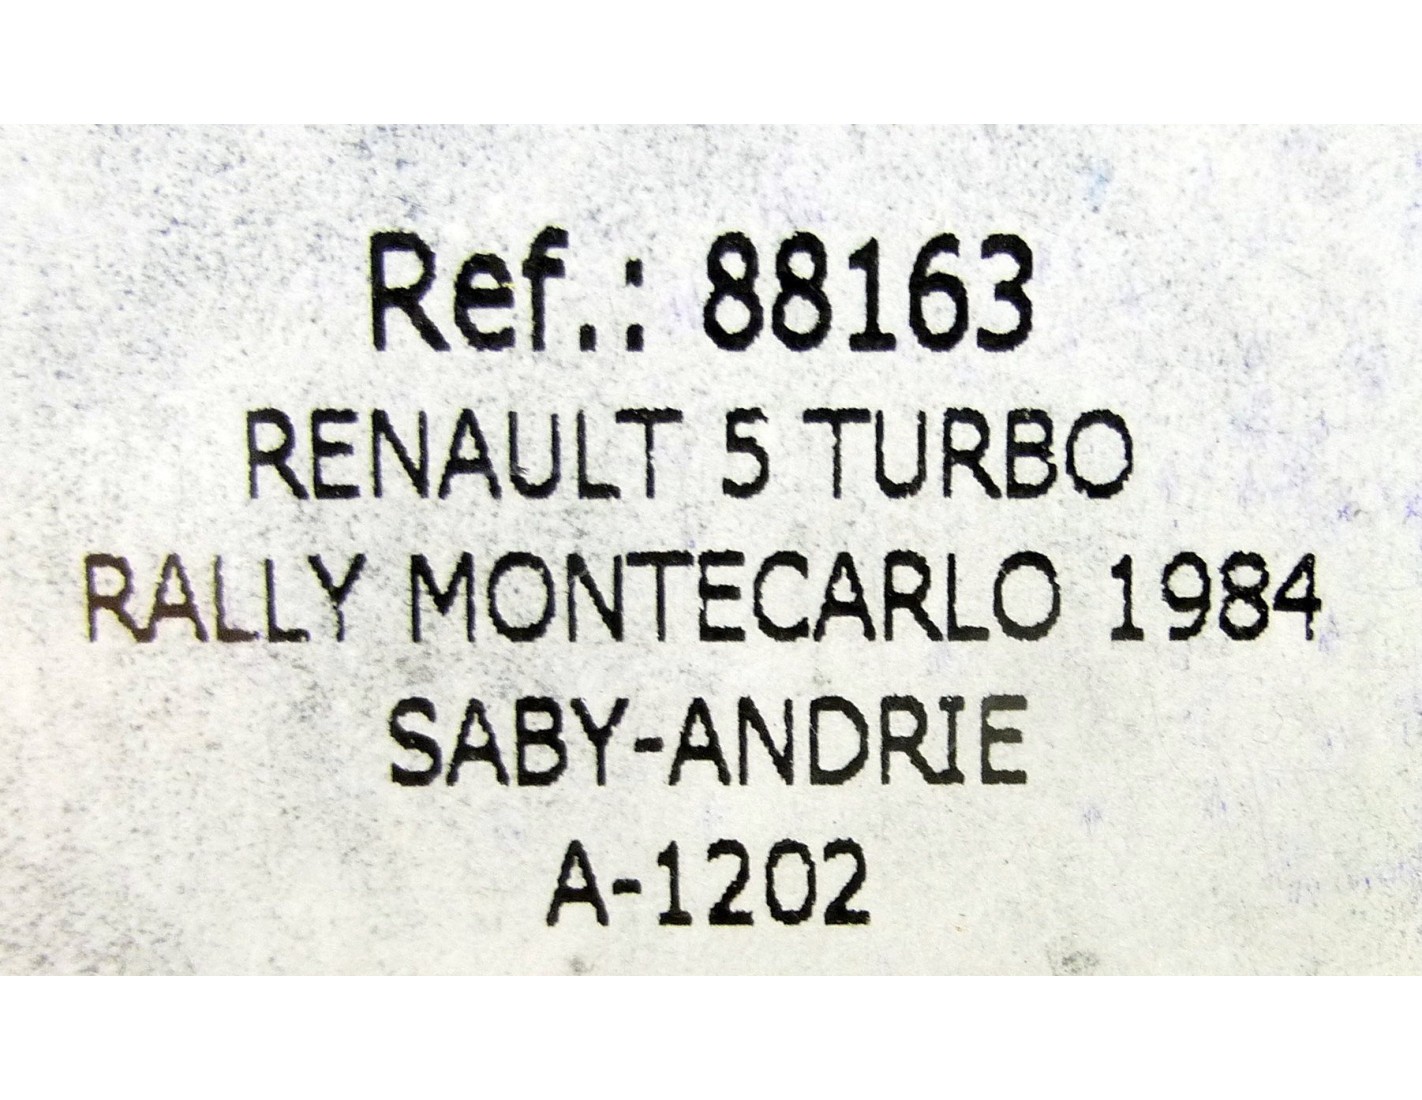 Ref.: 88163
RENAULT 5 TURBO
RALLY MONTECARLO 1984
SABY-ANDRIE
A-1202